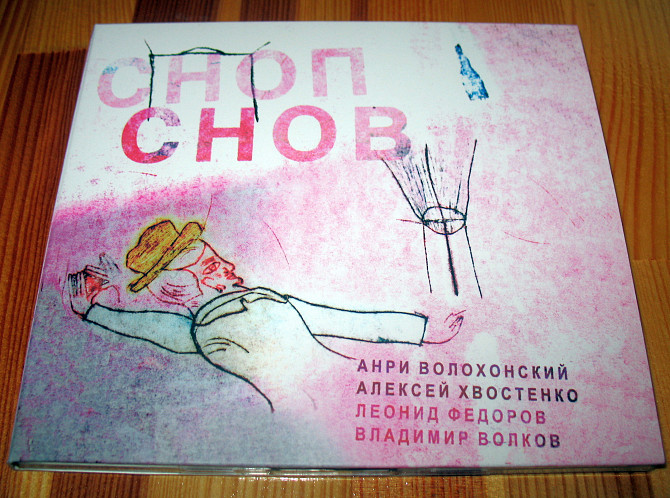 СНОП
СНОВ
АНРИ ВОЛОХОНСКИЙ
АЛЕКСЕЙ ХВОСТЕНКО
ЛЕОНИД ФЕДОРОВ
ВЛАДИМИР ВОЛКОВ